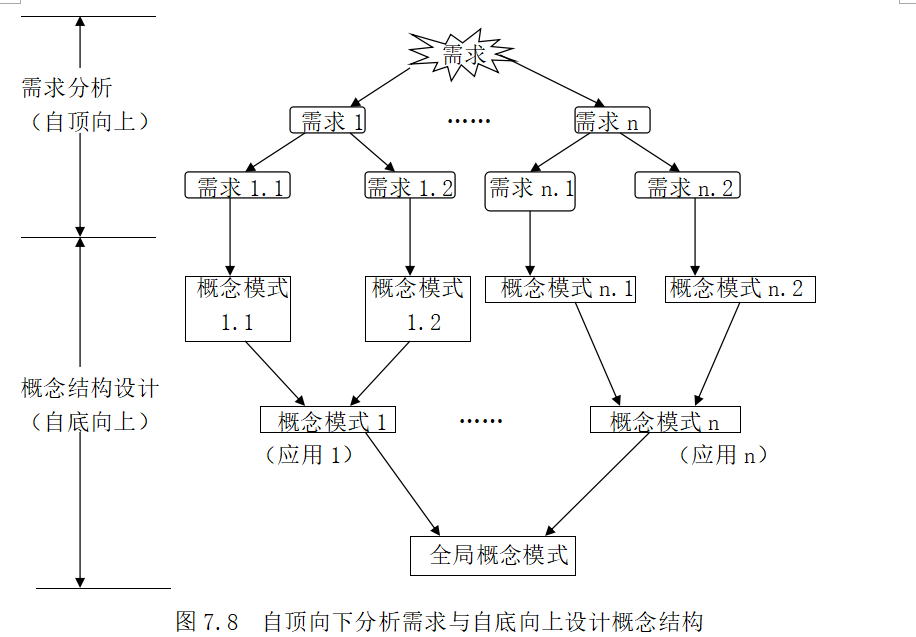 需求
需求分析
（自顶向上）
需求 1
……
需求 n
需求 1.1
需求 1.2
需求 n.1
需求 n.2
概念模式
1.1
概念模式
1.2
概念模式 n.1
概念模式 n.2
概念结构设计
（自底向上）
概念模式 1
……
概念模式 n
（应用 1）
（应用 n）
全局概念模式
图 7.8 自顶向下分析需求与自底向上设计概念结构